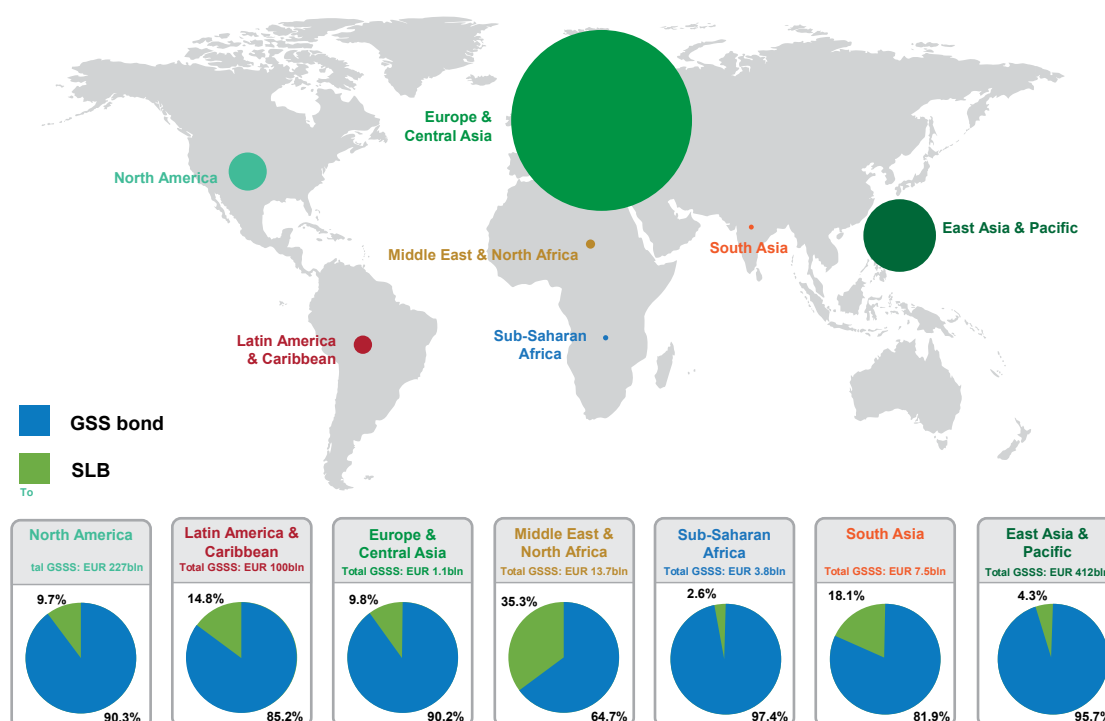 Europe &
Central Asia
North America
East Asia & Pacific
South Asia
Middle East & North Africa
Sub-Saharan
Africa
Latin America
& Caribbean
GSS bond
SLB
To
North America
tal GSSS: EUR 227bln
9.7%
90.3%
Latin America &
Caribbean
Total GSSS: EUR 100bln
14.8%
85.2%
Europe &
Central Asia
Total GSSS: EUR 1.1bln
9.8%
90.2%
Middle East &
North Africa
Total GSSS: EUR 13.7bln
35.3%
64.7%
Sub-Saharan
Africa
Total GSSS: EUR 3.8bln
2.6%
97.4%
South Asia
Total GSSS: EUR 7.5bln
18.1%
81.9%
East Asia &
Pacific
Total GSSS: EUR 412bln
4.3%
95.7%